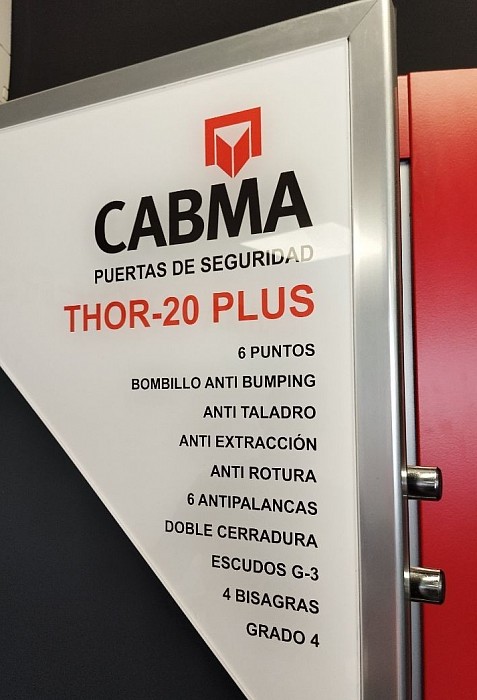 CABMA
PUERTAS DE SEGURIDAD
THOR-20 PLUS
6 PUNTOS
BOMBILLO ANTI BUMPING
ANTI TALADRO
ANTI EXTRACCIÓN
ANTI ROTURA
6 ANTIPALANCAS
DOBLE CERRADURA
ESCUDOS G-3
4 BISAGRAS
GRADO 4